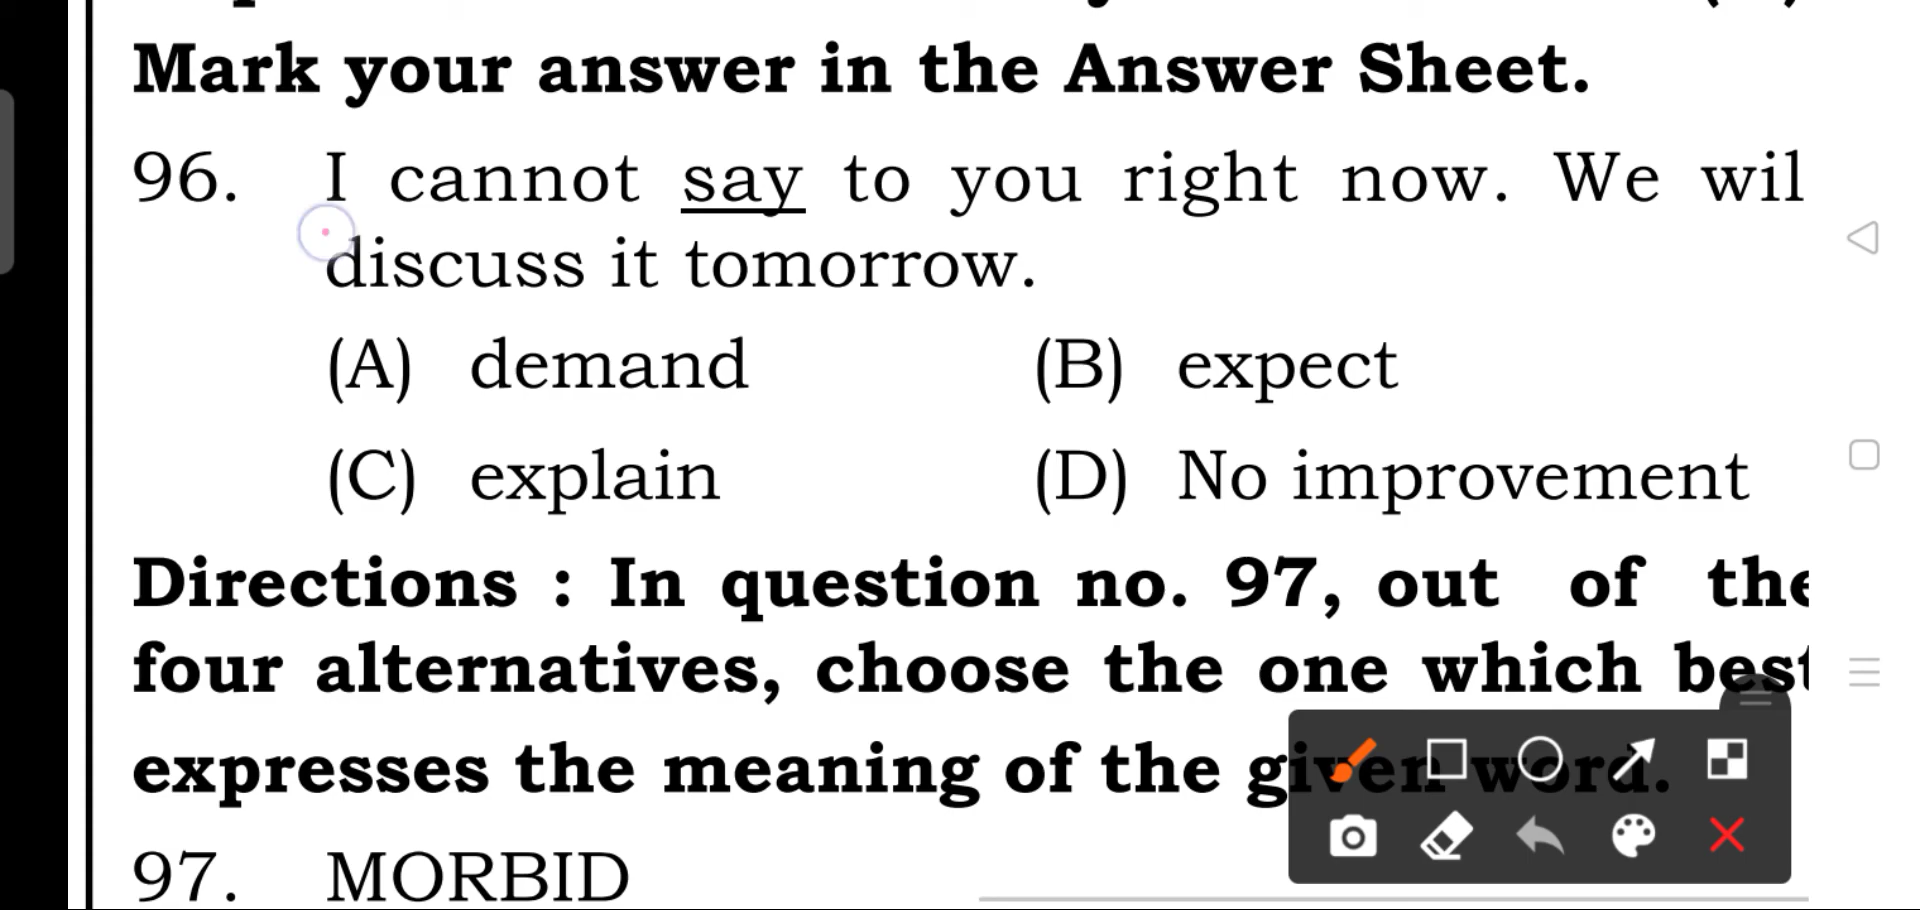 Mark your answer in the Answer Sheet.
96. I cannot say to you right now. We wil
discuss it tomorrow.
(A) demand (B) expect
(C) explain (D) No improvement
Directions : In question no. 97, out of the
four alternatives, choose the one which best
expresses the meaning of the given word.
97. MORBID